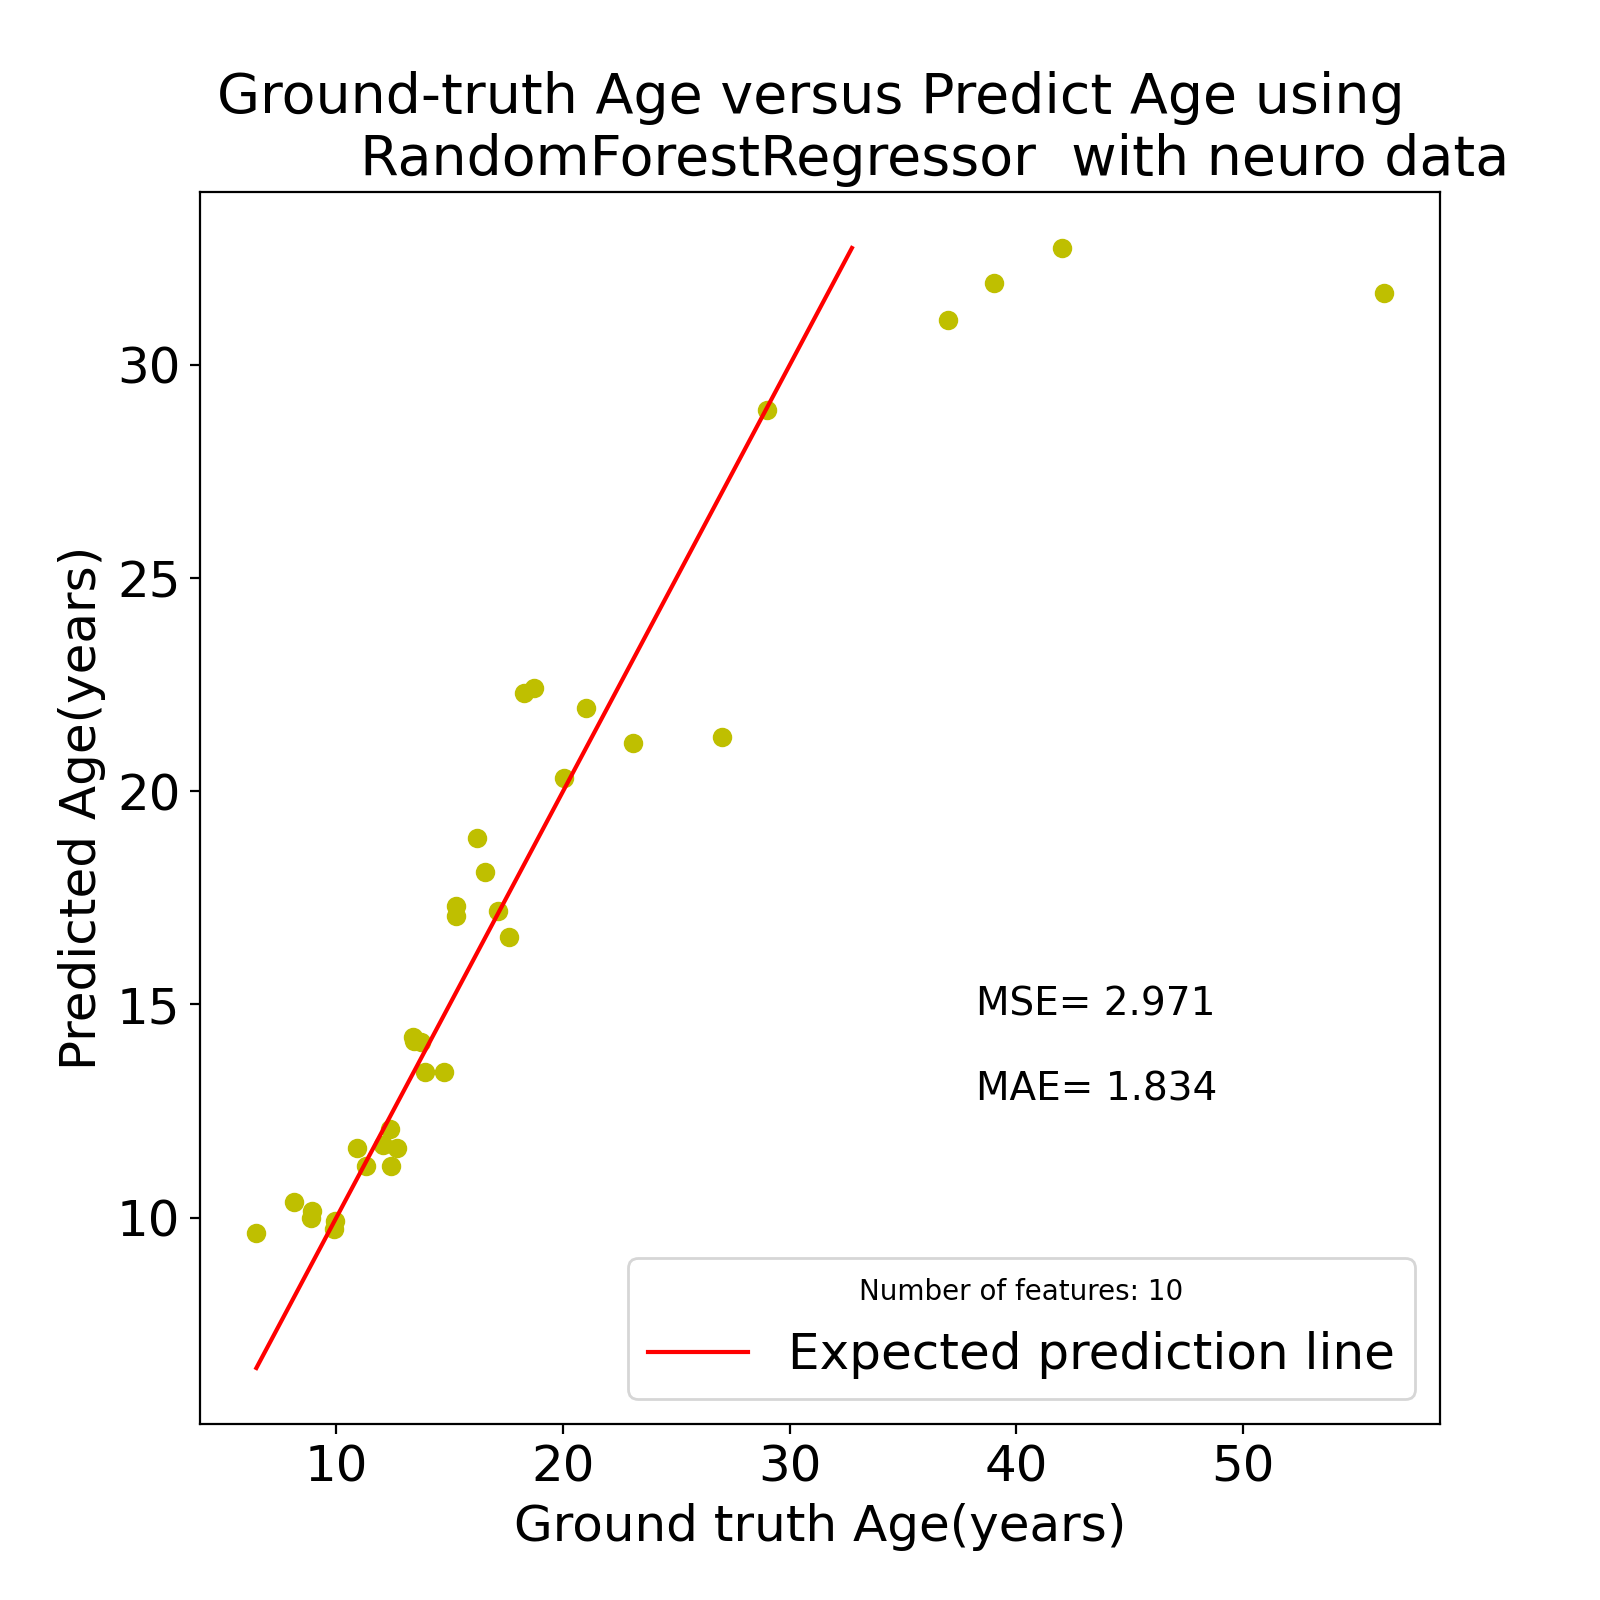 Ground-truth Age versus Predict Age using
RandomForestRegressor  with neuro data
Predicted Age(years)
30
25
20
15
10
MSE= 2.971
MAE= 1.834
Number of features: 10
Expected prediction line
10 20 30 40 50
Ground truth Age(years)